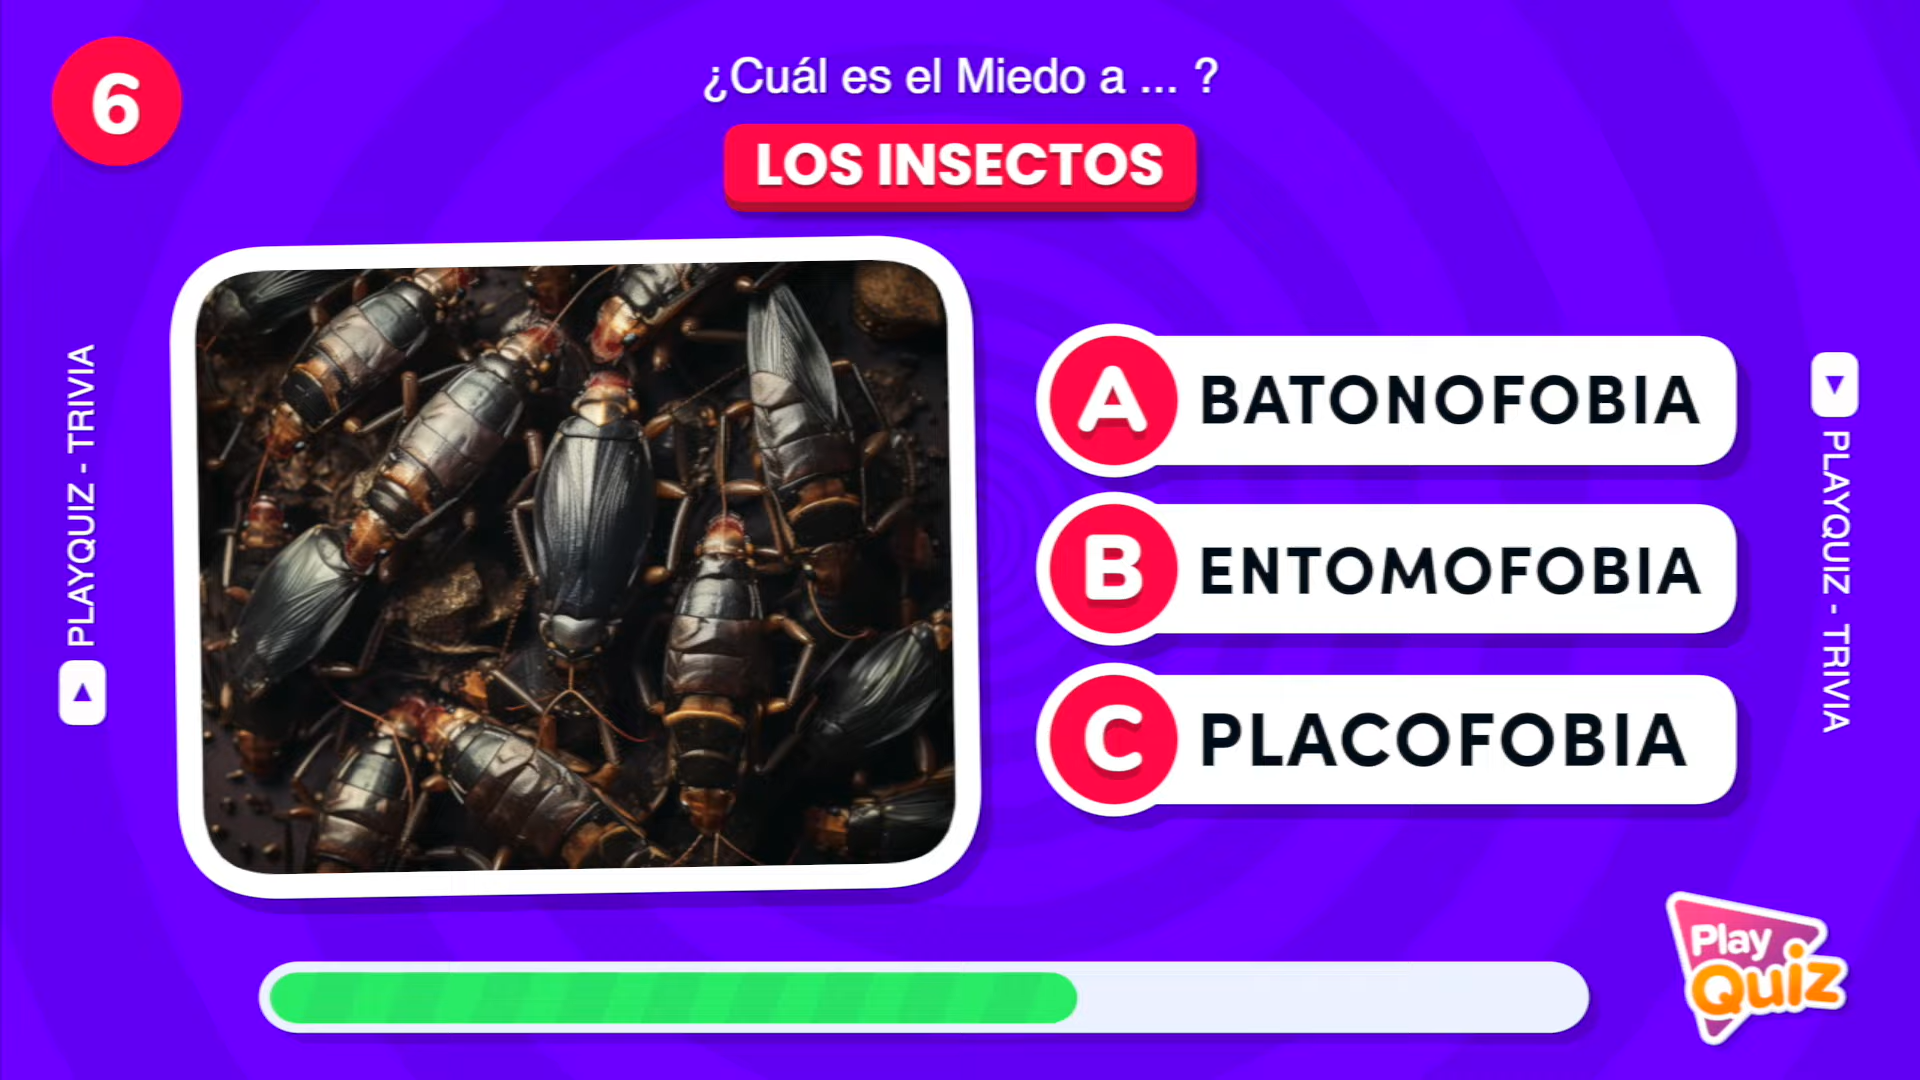 6
¿Cuál es el Miedo a ... ?
LOS INSECTOS
A BATONOFOBIA
B ENTOMOFOBIA
C PLACOFOBIA
PLAYQUIZ - TRIVIA
PLAYQUIZ - TRIVIA
Play
Quiz